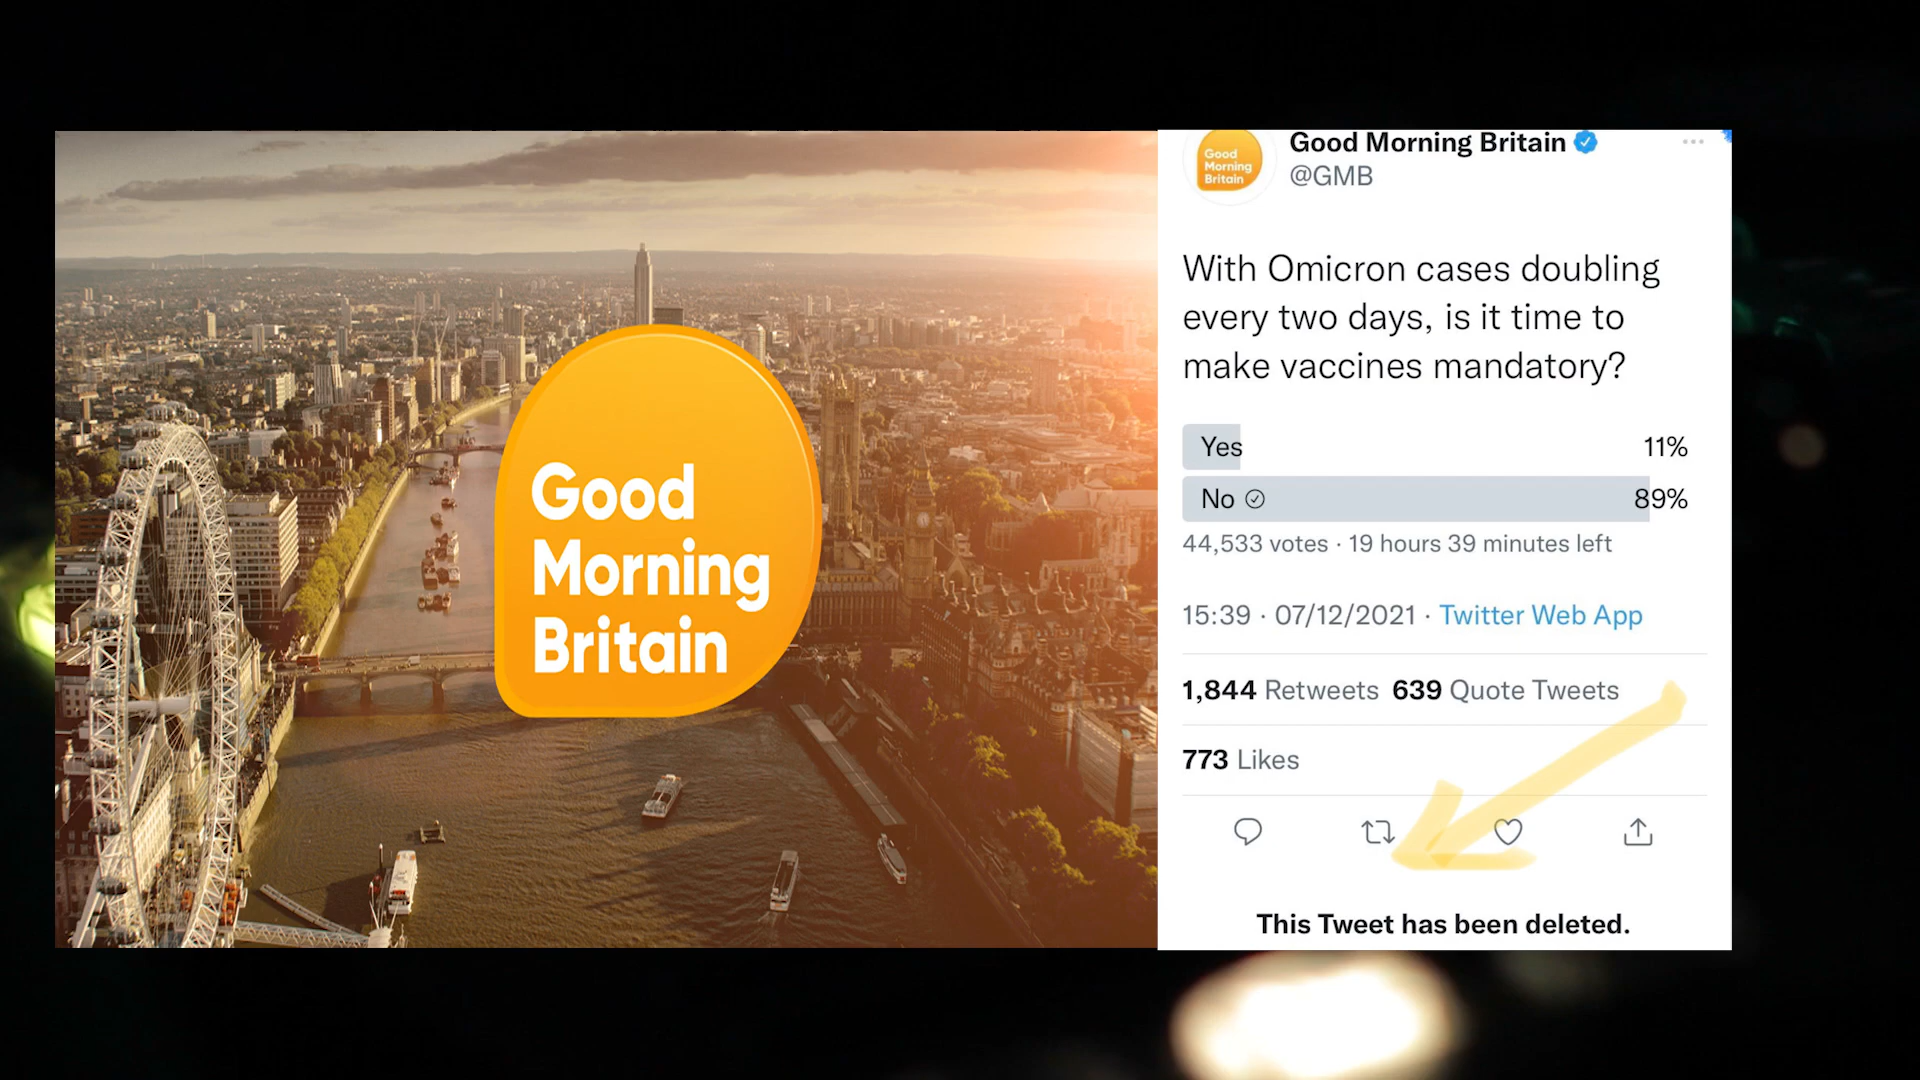 Good
Morning
Britain
Good
Morning
Britain
Good Morning Britain
@GMB
With Omicron cases doubling
every two days, is it time to
make vaccines mandatory?
Yes 11%
No 89%
44,533 votes · 19 hours 39 minutes left
15:39 · 07/12/2021 · Twitter Web App
1,844 Retweets 639 Quote Tweets
773 Likes
This Tweet has been deleted.